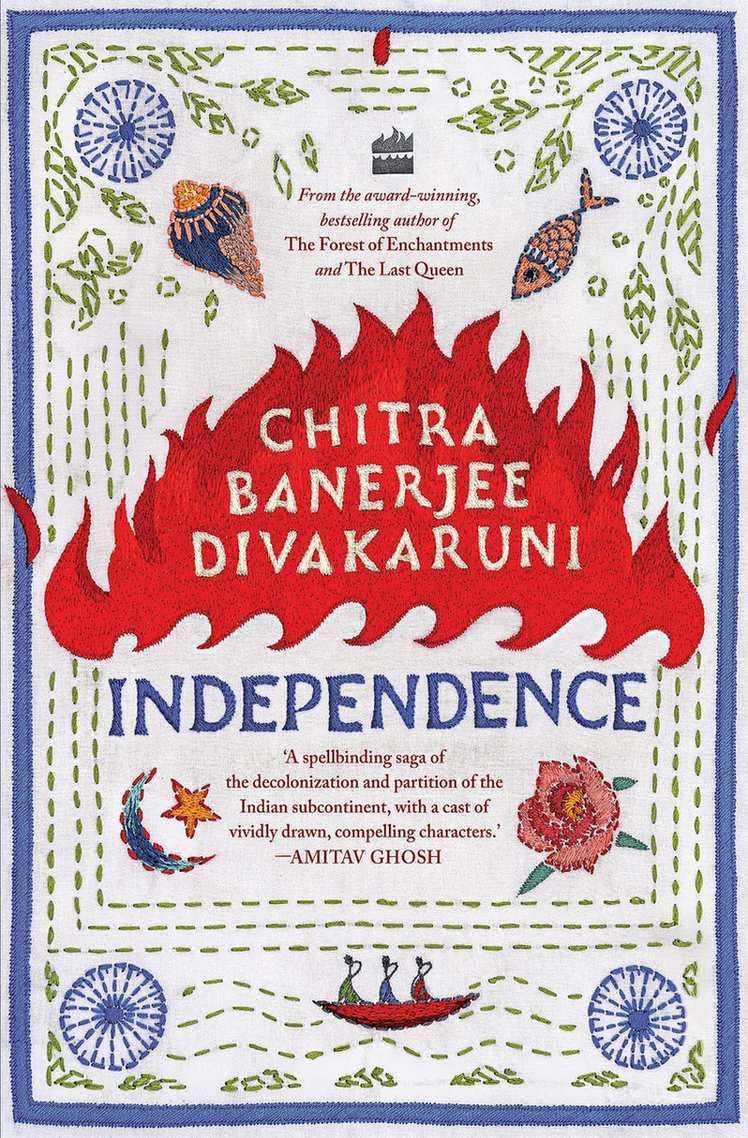 From the award-winning,
bestselling author of
The Forest of Enchantments
and The Last Queen
CHITRA
BANERJEE
DIVAKARUNI
INDEPENDENCE
‘A spellbinding saga of
the decolonization and partition of the
Indian subcontinent, with a cast of
vividly drawn, compelling characters.’
—AMITAV GHOSH